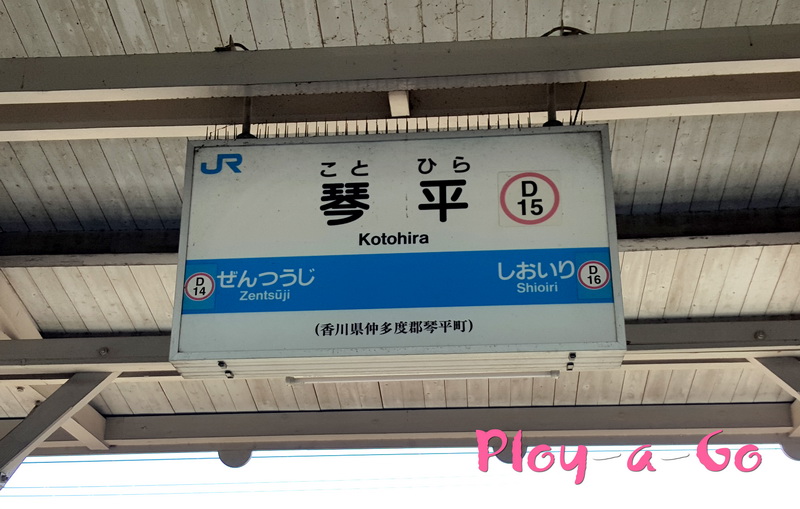 JR
こと ひら
琴平
D
15
Kotohira
D
14
ぜんつうじ
Zentsūji
しおいり
Shioiri
D
16
(香川県仲多度郡琴平町)
Ploy-a-Go